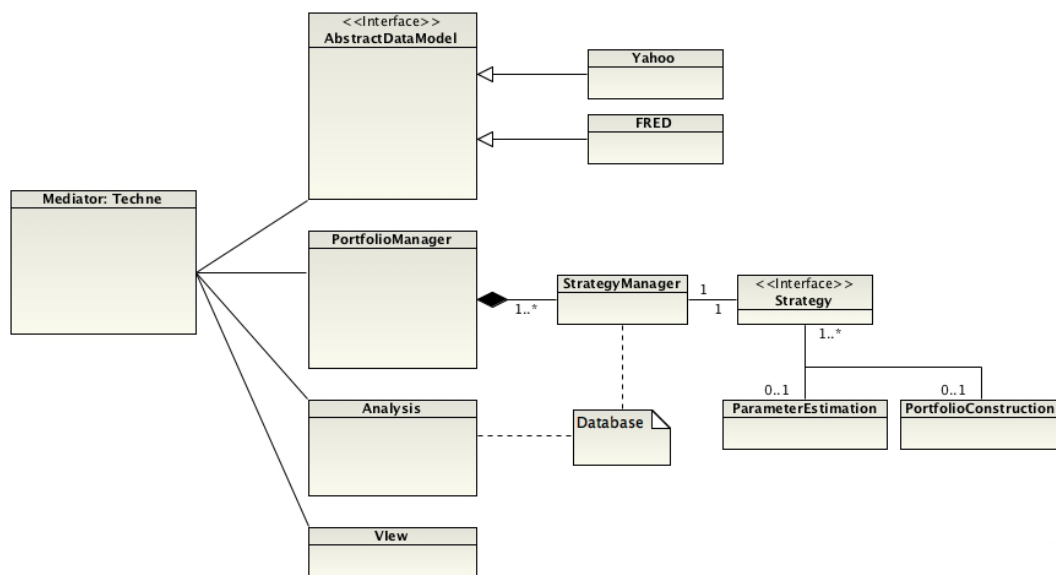 <<Interface>>
AbstractDataModel
Yahoo
FRED
Mediator: Techne
PortfolioManager
StrategyManager
1..*
1
1
<<Interface>>
Strategy
1..*
0..1
0..1
Analysis
Database
ParameterEstimation
PortfolioConstruction
VIew